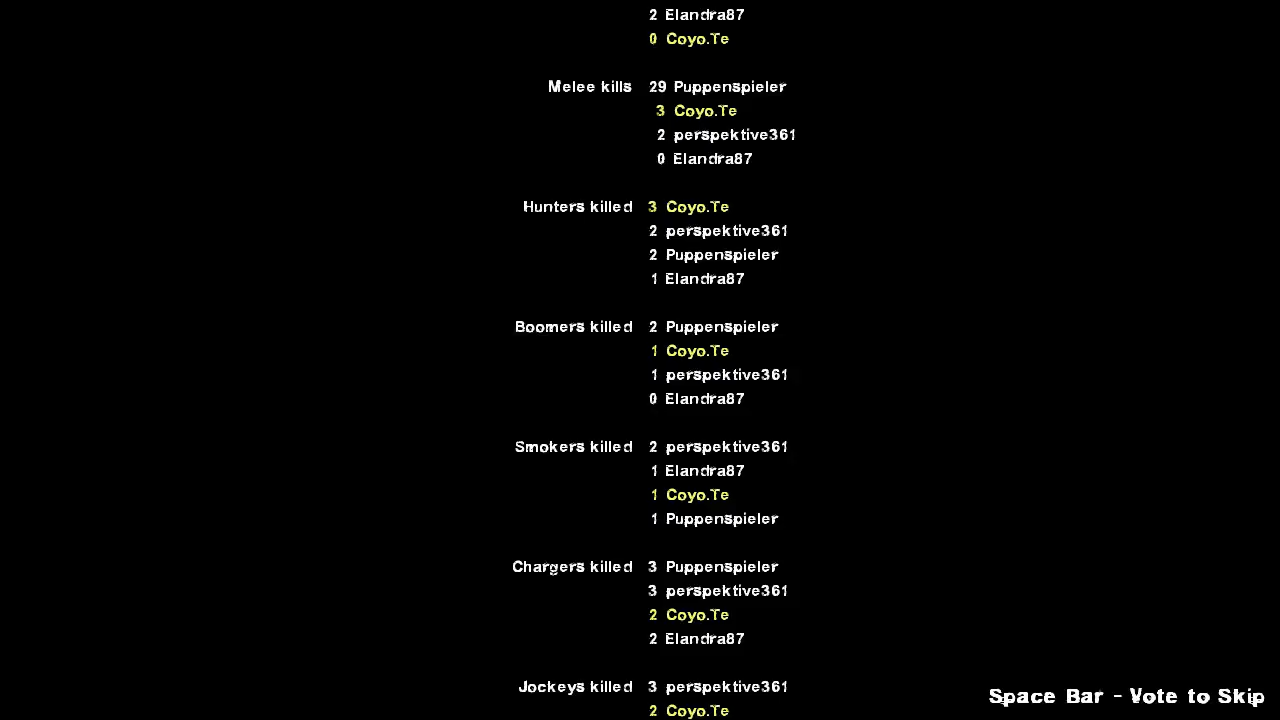 2 Elandra87
0 Coyo.Te
Melee kills 29 Puppenspieler
3 Coyo.Te
2 perspektive361
0 Elandra87
Hunters killed 3 Coyo.Te
2 perspektive361
2 Puppenspieler
1 Elandra87
Boomers killed 2 Puppenspieler
1 Coyo.Te
1 perspektive361
0 Elandra87
Smokers killed 2 perspektive361
1 Elandra87
1 Coyo.Te
1 Puppenspieler
Chargers killed 3 Puppenspieler
3 perspektive361
2 Coyo.Te
2 Elandra87
Jockeys killed 3 perspektive361
2 Coyo.Te
Space Bar - Vote to Skip